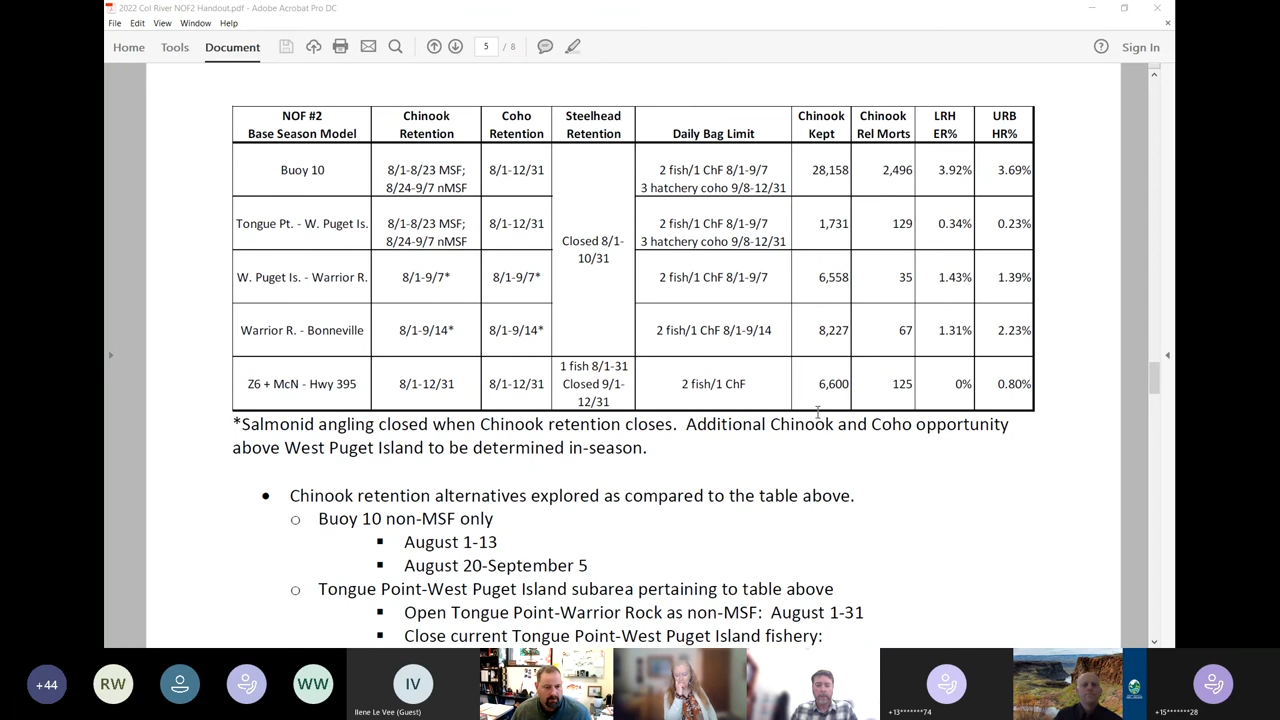 2022 Col River NOF2 Handout.pdf - Adobe Acrobat Pro DC
File Edit View Window Help
Home Tools Document 5 / 8 Sign In
NOF #2 Base Season Model | Chinook Retention | Coho Retention | Steelhead Retention | Daily Bag Limit | Chinook Kept | Chinook Rel Morts | LRH ER% | URB HR%
Buoy 10 | 8/1-8/23 MSF; 8/24-9/7 nMSF | 8/1-12/31 | Closed 8/1-10/31 | 2 fish/1 ChF 8/1-9/7 3 hatchery coho 9/8-12/31 | 28,158 | 2,496 | 3.92% | 3.69%
Tongue Pt. - W. Puget Is. | 8/1-8/23 MSF; 8/24-9/7 nMSF | 8/1-12/31 | 2 fish/1 ChF 8/1-9/7 3 hatchery coho 9/8-12/31 | 1,731 | 129 | 0.34% | 0.23%
W. Puget Is. - Warrior R. | 8/1-9/7* | 8/1-9/7* | 2 fish/1 ChF 8/1-9/7 | 6,558 | 35 | 1.43% | 1.39%
Warrior R. - Bonneville | 8/1-9/14* | 8/1-9/14* | 2 fish/1 ChF 8/1-9/14 | 8,227 | 67 | 1.31% | 2.23%
Z6 + McN - Hwy 395 | 8/1-12/31 | 8/1-12/31 | 1 fish 8/1-31 Closed 9/1-12/31 | 2 fish/1 ChF | 6,600 | 125 | 0% | 0.80%
*Salmonid angling closed when Chinook retention closes. Additional Chinook and Coho opportunity
above West Puget Island to be determined in-season.
• Chinook retention alternatives explored as compared to the table above.
○ Buoy 10 non-MSF only
▪ August 1-13
▪ August 20-September 5
○ Tongue Point-West Puget Island subarea pertaining to table above
▪ Open Tongue Point-Warrior Rock as non-MSF: August 1-31
▪ Close current Tongue Point-West Puget Island fishery:
+44 RW WW IV
Ilene Le Vee (Guest) +13*******74 +15*******28